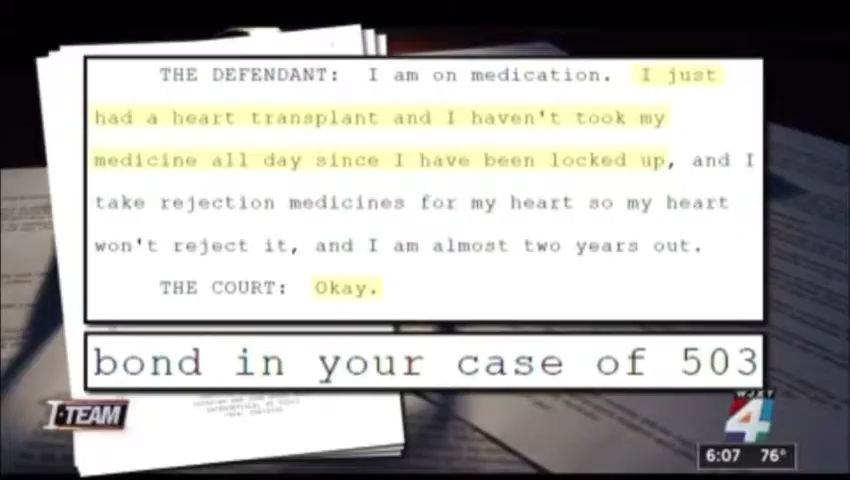 THE DEFENDANT: I am on medication. I just
had a heart transplant and I haven't took my
medicine all day since I have been locked up, and I
take rejection medicines for my heart so my heart
won't reject it, and I am almost two years out.
THE COURT: Okay.
bond in your case of 503
I-TEAM
WJXT
4
6:07 76°